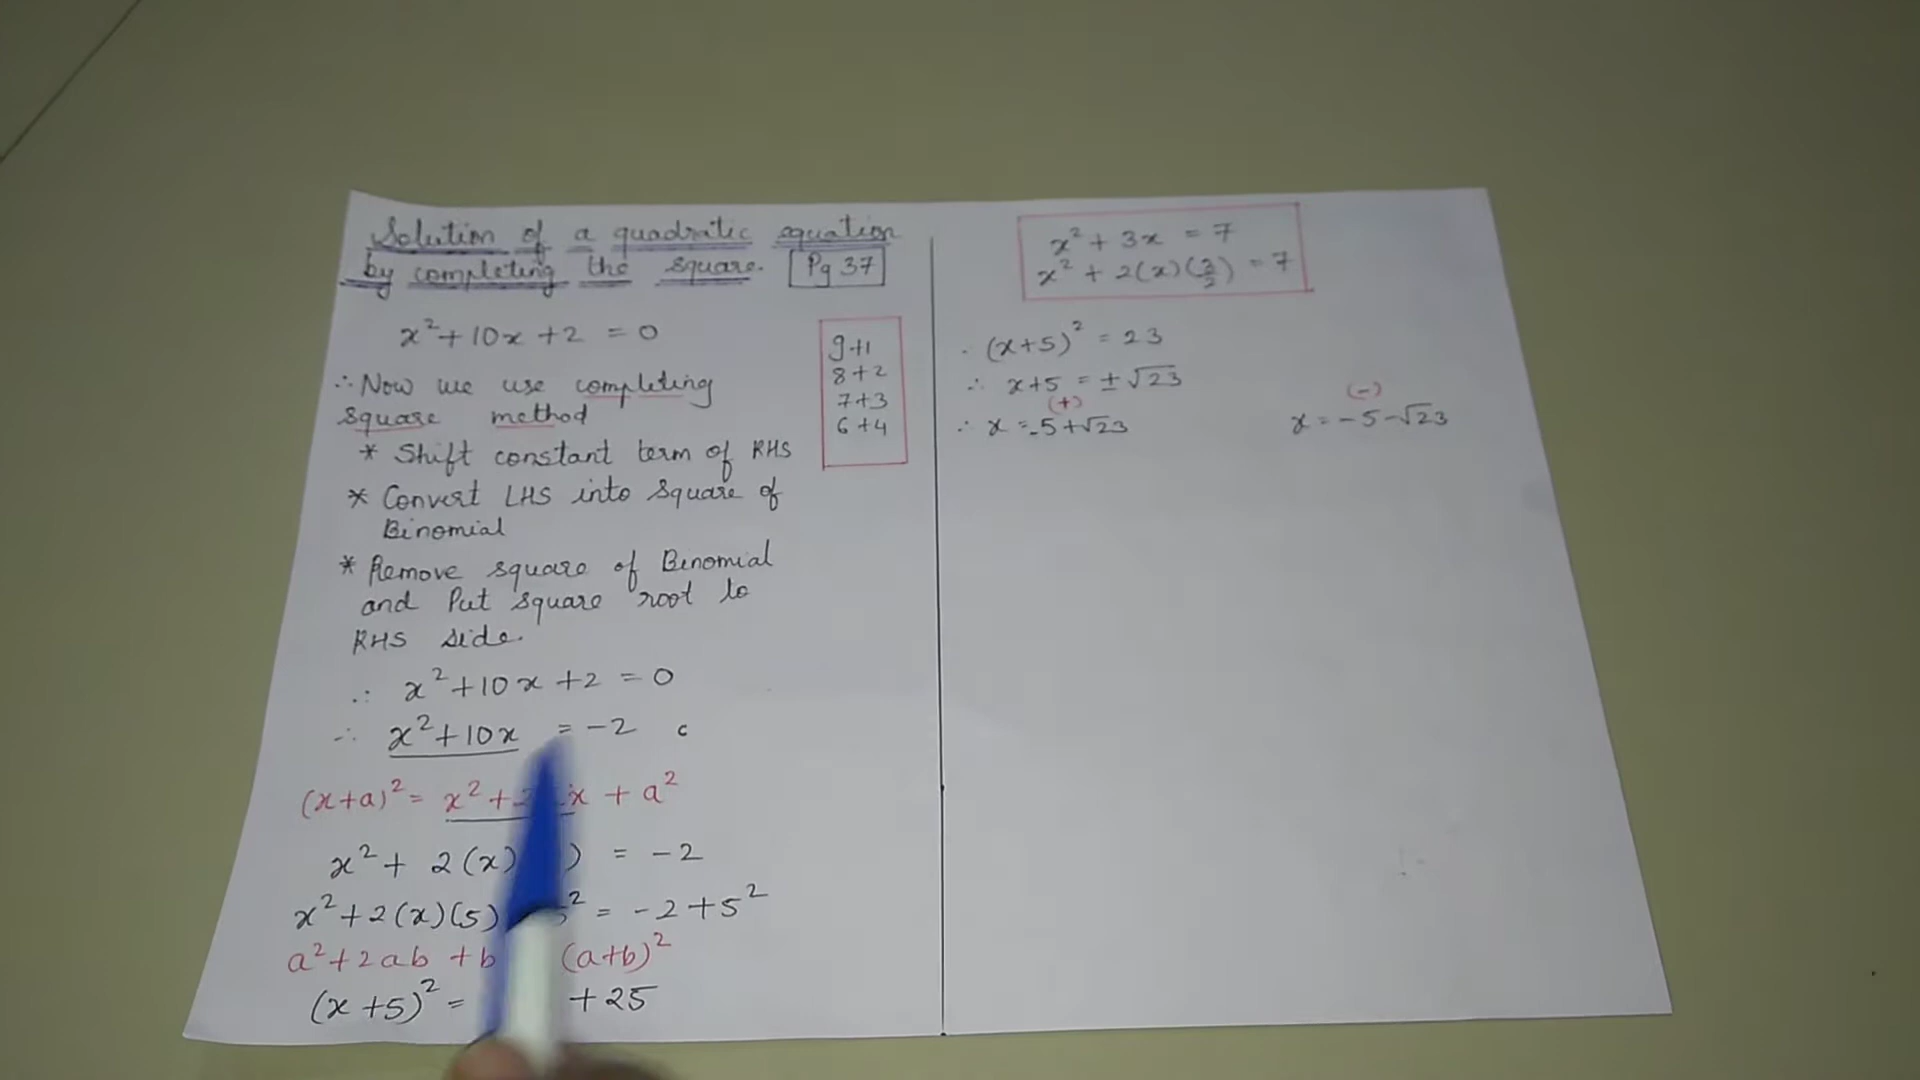 Solution of a quadratic equation
by completing the square. Pg 37
x² + 10x + 2 = 0
∴ Now we use completing
square method
* Shift constant term of RHS
* Convert LHS into square of
Binomial
* Remove square of Binomial
and Put square root to
RHS side.
∴ x² + 10x + 2 = 0
∴ x² + 10x = -2 c
(x+a)² = x² + x + a²
x² + 2(x) ) = -2
x² + 2(x)(5) ² = -2 + 5²
a² + 2ab + b (a+b)²
(x+5)² = + 25
9+1
8+2
7+3
6+4
x² + 3x = 7
x² + 2(x)(3/2) = 7
∴ (x+5)² = 23
∴ x+5 = ± √23
(+)
∴ x = -5 + √23
(-)
x = -5 - √23